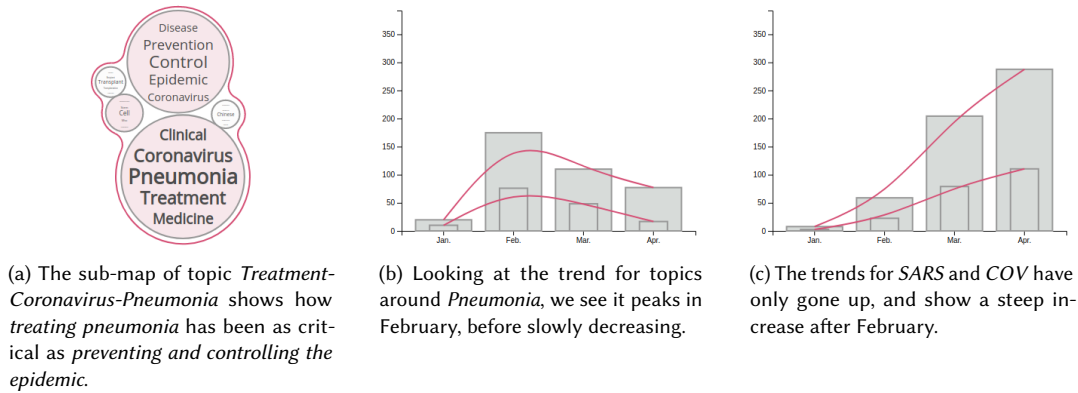 Disease
Prevention
Control
Epidemic
Coronavirus
Transplant
Cell
Chinese
Clinical
Coronavirus
Pneumonia
Treatment
Medicine
350
300
250
200
150
100
50
0
Jan. Feb. Mar. Apr.
350
300
250
200
150
100
50
0
Jan. Feb. Mar. Apr.
(a) The sub-map of topic Treatment-
Coronavirus-Pneumonia shows how
treating pneumonia has been as crit-
ical as preventing and controlling the
epidemic.
(b) Looking at the trend for topics
around Pneumonia, we see it peaks in
February, before slowly decreasing.
(c) The trends for SARS and COV have
only gone up, and show a steep in-
crease after February.